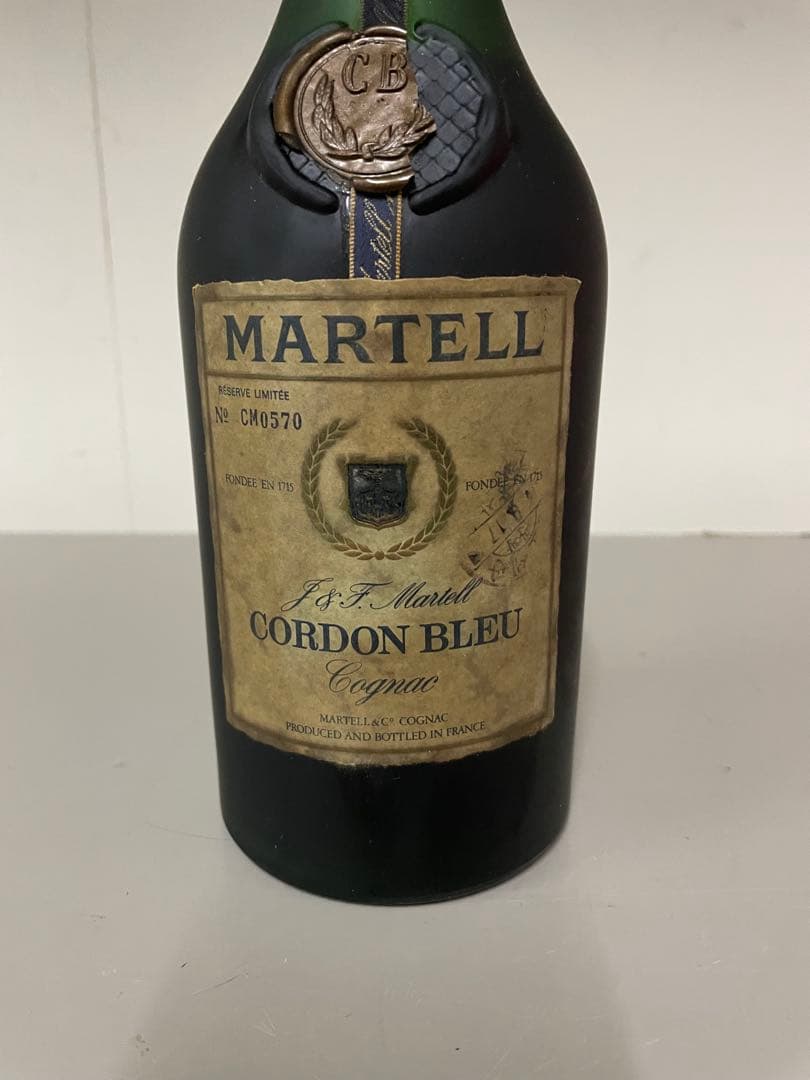 CB
Martell
MARTELL
RÉSERVE LIMITÉE
Nº CM0570
FONDEE EN 1715 FONDEE EN 1715
J & F. Martell
CORDON BLEU
Cognac
MARTELL & Cº COGNAC
PRODUCED AND BOTTLED IN FRANCE